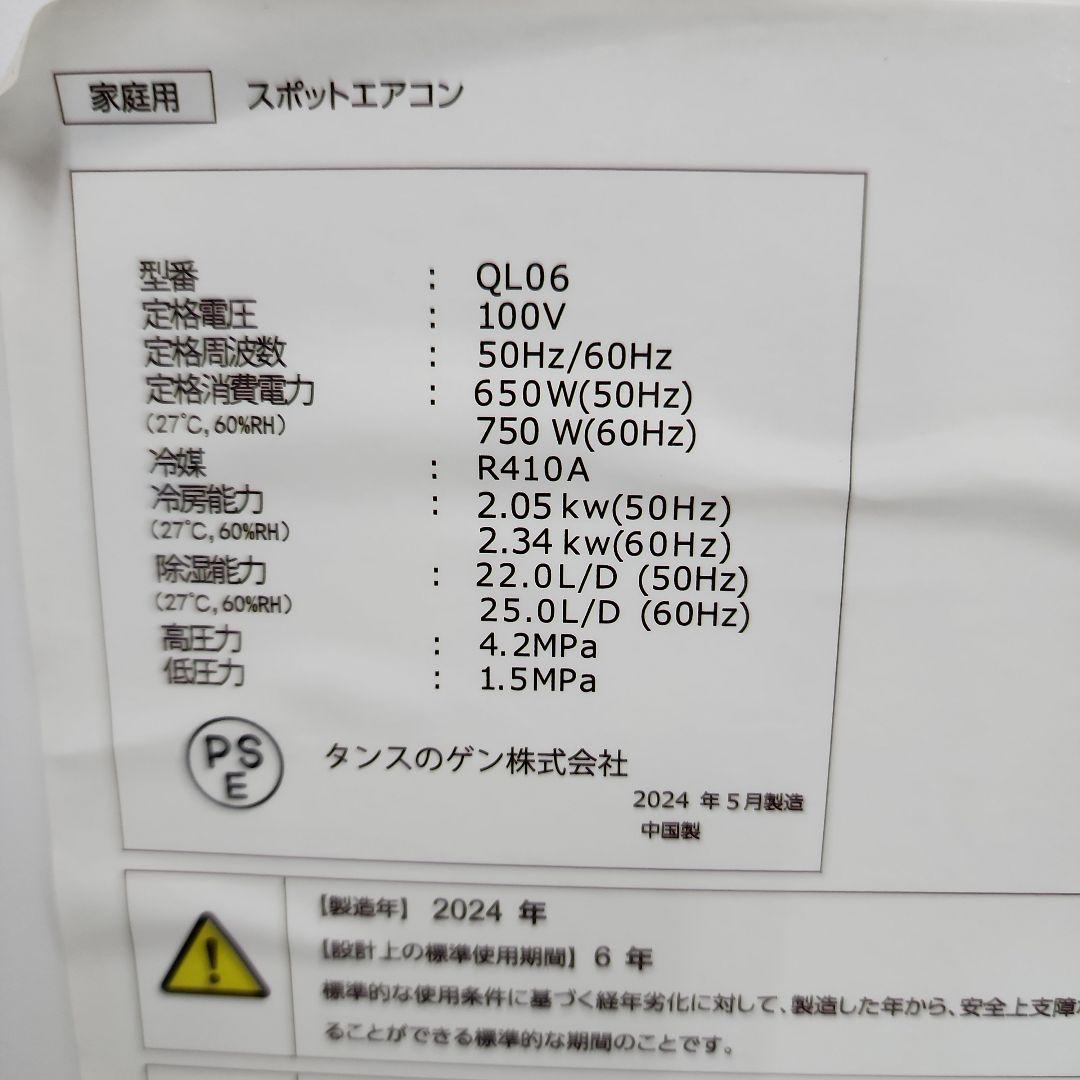 家庭用 スポットエアコン
型番 : QL06
定格電圧 : 100V
定格周波数 : 50Hz/60Hz
定格消費電力 : 650W(50Hz)
(27℃,60%RH) 750 W(60Hz)
冷媒 : R410A
冷房能力 : 2.05kw(50Hz)
(27℃,60%RH) 2.34kw(60Hz)
除湿能力 : 22.0L/D (50Hz)
(27℃,60%RH) 25.0L/D (60Hz)
高圧力 : 4.2MPa
低圧力 : 1.5MPa
PS
E
タンスのゲン株式会社
2024 年5月製造
中国製
【製造年】 2024 年
【設計上の標準使用期間】 6 年
標準的な使用条件に基づく経年劣化に対して、製造した年から、安全上支障
ることができる標準的な期間のことです。